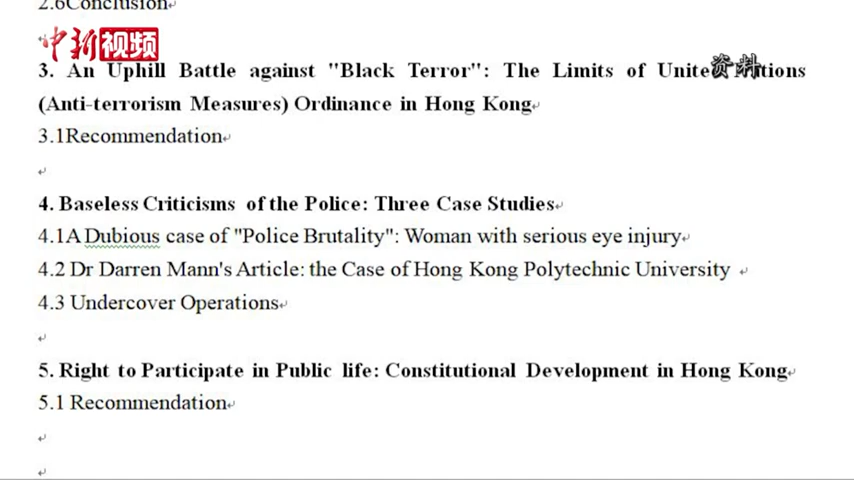 2.6Conclusion
中新视频
资料
3. An Uphill Battle against "Black Terror": The Limits of United Nations
(Anti-terrorism Measures) Ordinance in Hong Kong
3.1Recommendation
4. Baseless Criticisms of the Police: Three Case Studies
4.1A Dubious case of "Police Brutality": Woman with serious eye injury
4.2 Dr Darren Mann's Article: the Case of Hong Kong Polytechnic University
4.3 Undercover Operations
5. Right to Participate in Public life: Constitutional Development in Hong Kong
5.1 Recommendation